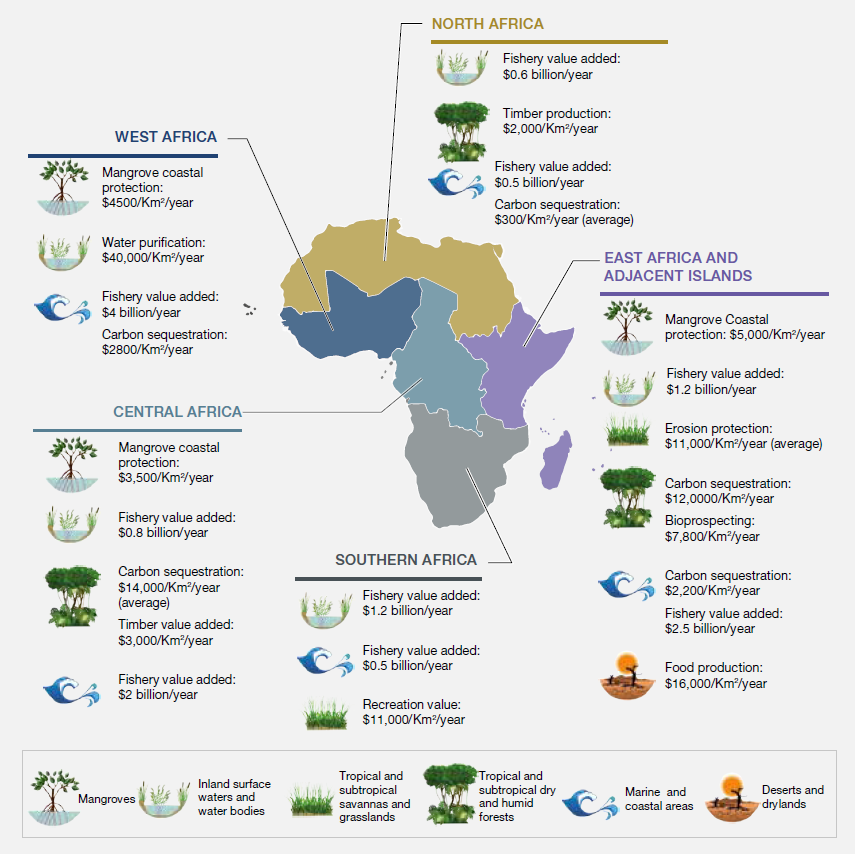 NORTH AFRICA
Fishery value added:
$0.6 billion/year
Timber production:
$2,000/Km²/year
Fishery value added:
$0.5 billion/year
Carbon sequestration:
$300/Km²/year (average)
WEST AFRICA
Mangrove coastal
protection:
$4500/Km²/year
Water purification:
$40,000/Km²/year
Fishery value added:
$4 billion/year
Carbon sequestration:
$2800/Km²/year
EAST AFRICA AND
ADJACENT ISLANDS
Mangrove Coastal
protection: $5,000/Km²/year
Fishery value added:
$1.2 billion/year
Erosion protection:
$11,000/Km²/year (average)
Carbon sequestration:
$12,0000/Km²/year
Bioprospecting:
$7,800/Km²/year
Carbon sequestration:
$2,200/Km²/year
Fishery value added:
$2.5 billion/year
Food production:
$16,000/Km²/year
CENTRAL AFRICA
Mangrove coastal
protection:
$3,500/Km²/year
Fishery value added:
$0.8 billion/year
Carbon sequestration:
$14,000/Km²/year
(average)
Timber value added:
$3,000/Km²/year
Fishery value added:
$2 billion/year
SOUTHERN AFRICA
Fishery value added:
$1.2 billion/year
Fishery value added:
$0.5 billion/year
Recreation value:
$11,000/Km²/year
Mangroves
Inland surface
waters and
water bodies
Tropical and
subtropical
savannas and
grasslands
Tropical and
subtropical dry
and humid
forests
Marine and
coastal areas
Deserts and
drylands